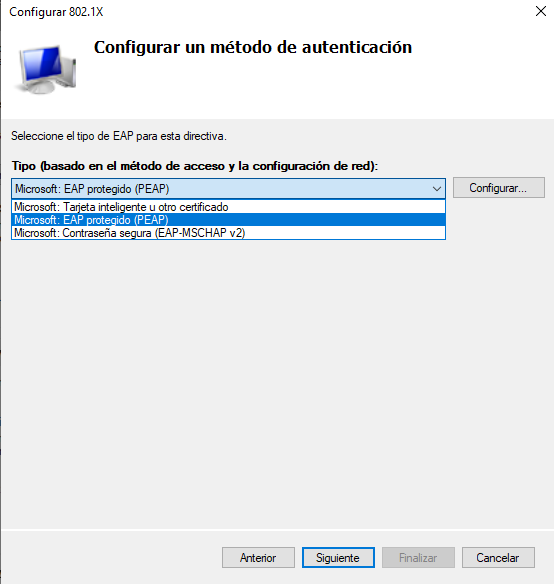 Configurar 802.1X
Configurar un método de autenticación
Seleccione el tipo de EAP para esta directiva.
Tipo (basado en el método de acceso y la configuración de red):
Microsoft: EAP protegido (PEAP)
Configurar...
Microsoft: Tarjeta inteligente u otro certificado
Microsoft: EAP protegido (PEAP)
Microsoft: Contraseña segura (EAP-MSCHAP v2)
Anterior
Siguiente
Finalizar
Cancelar